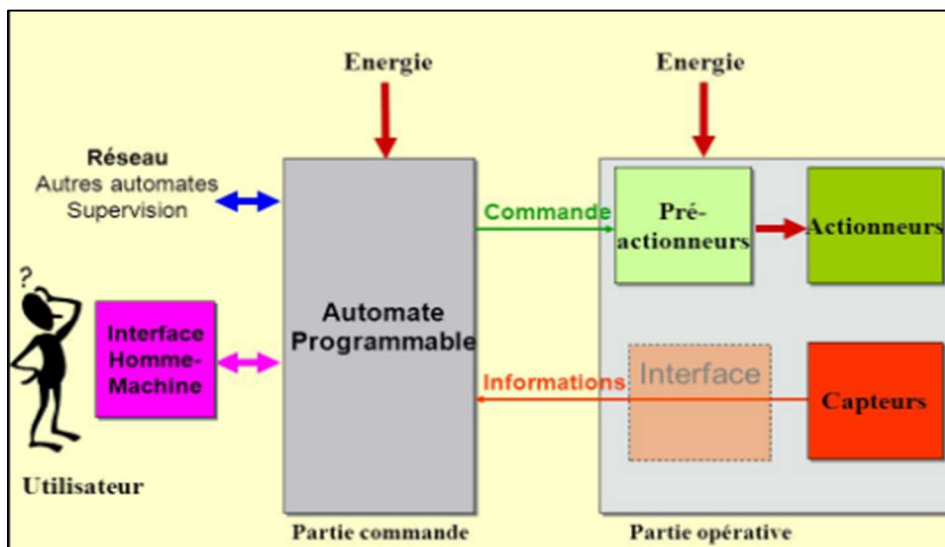 Energie
Energie
Réseau
Autres automates
Supervision
Commande
Pré-
actionneurs
Actionneurs
?
Interface
Homme-
Machine
Automate
Programmable
Informations
Interface
Capteurs
Utilisateur
Partie commande
Partie opérative